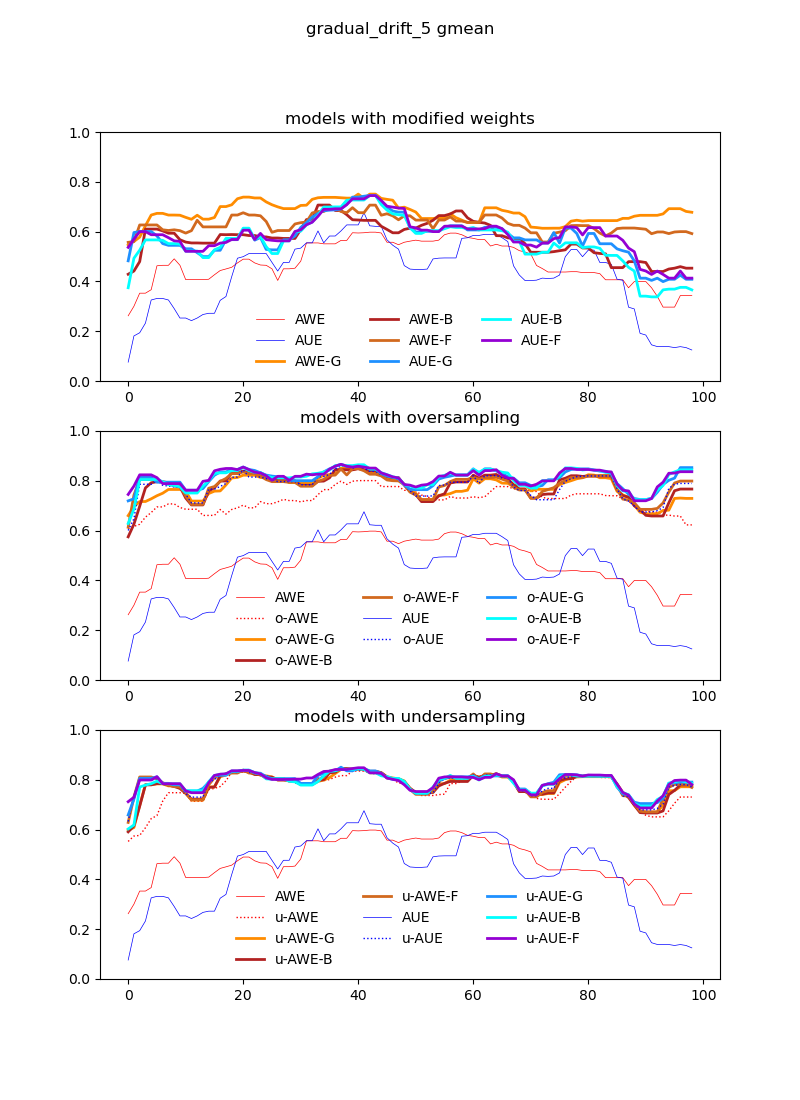 gradual_drift_5 gmean
models with modified weights
1.0
0.8
0.6
0.4
0.2
0.0
AWE AWE-B AUE-B
AUE AWE-F AUE-F
AWE-G AUE-G
0 20 40 60 80 100
models with oversampling
1.0
0.8
0.6
0.4
0.2
0.0
AWE o-AWE-F o-AUE-G
o-AWE AUE o-AUE-B
o-AWE-G o-AUE o-AUE-F
o-AWE-B
0 20 40 60 80 100
models with undersampling
1.0
0.8
0.6
0.4
0.2
0.0
AWE u-AWE-F u-AUE-G
u-AWE AUE u-AUE-B
u-AWE-G u-AUE u-AUE-F
u-AWE-B
0 20 40 60 80 100